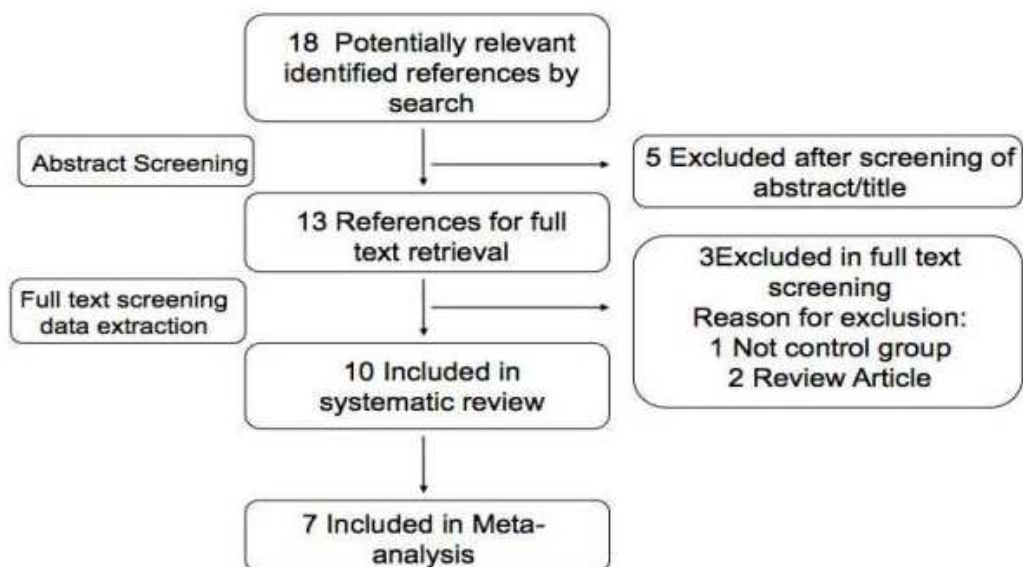 18 Potentially relevant
identified references by
search
Abstract Screening
5 Excluded after screening of
abstract/title
13 References for full
text retrieval
3Excluded in full text
screening
Reason for exclusion:
1 Not control group
2 Review Article
Full text screening
data extraction
10 Included in
systematic review
7 Included in Meta-
analysis